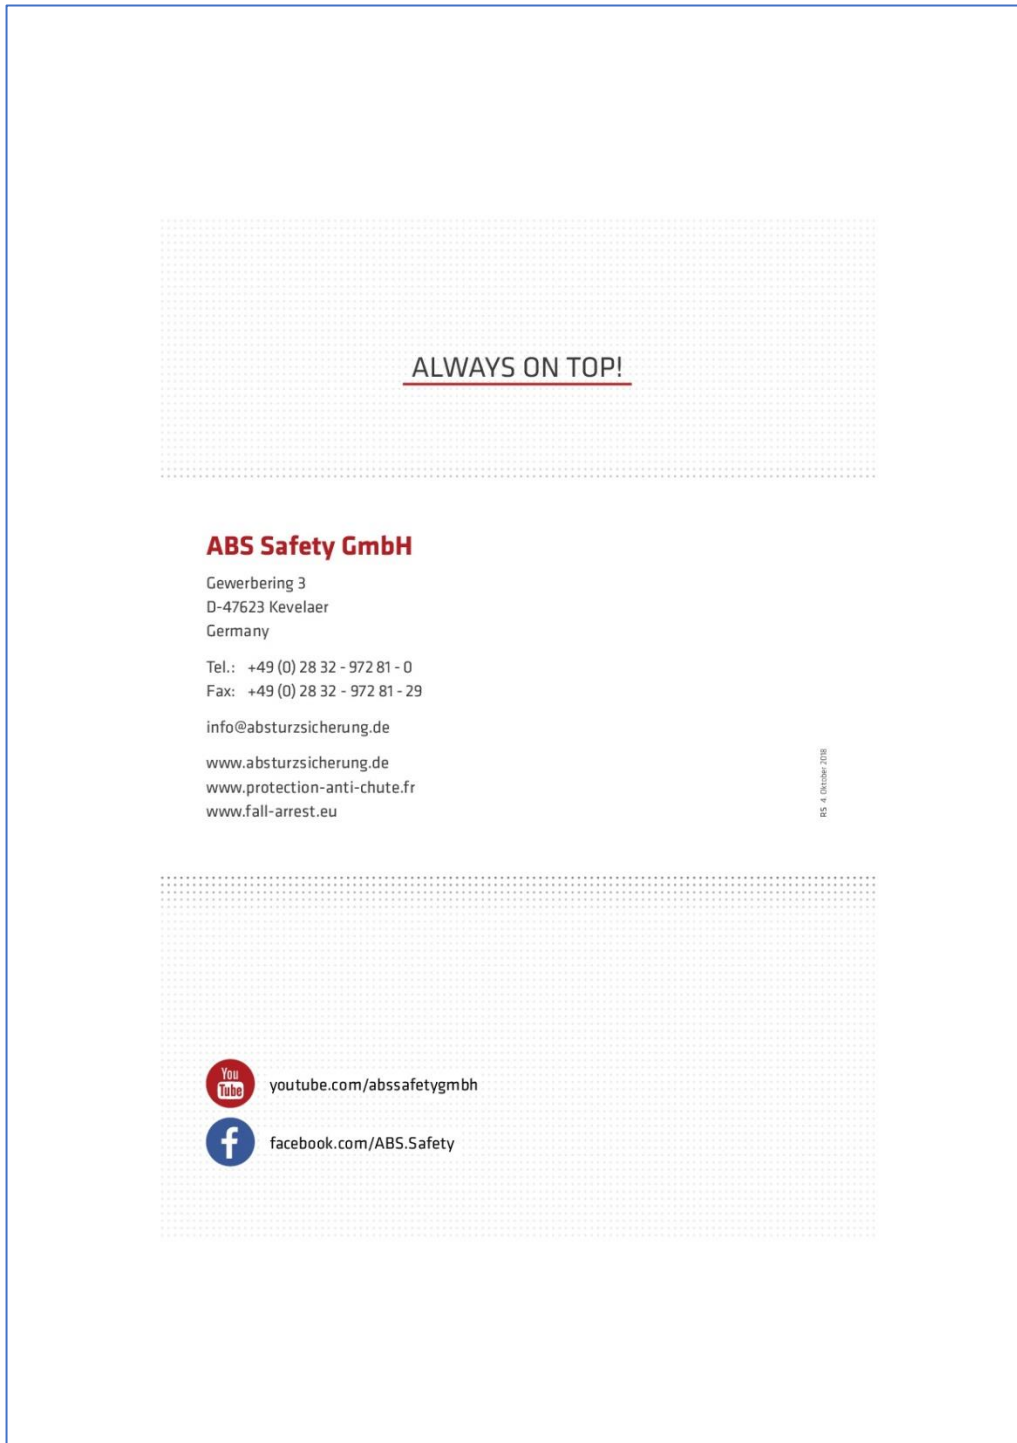 ALWAYS ON TOP!
ABS Safety GmbH
Gewerbering 3
D-47623 Kevelaer
Germany
Tel.: +49 (0) 28 32 - 972 81 - 0
Fax: +49 (0) 28 32 - 972 81 - 29
info@absturzsicherung.de
www.absturzsicherung.de
www.protection-anti-chute.fr
www.fall-arrest.eu
RS 4. Oktober 2018
You
Tube
youtube.com/abssafetygmbh
f
facebook.com/ABS.Safety